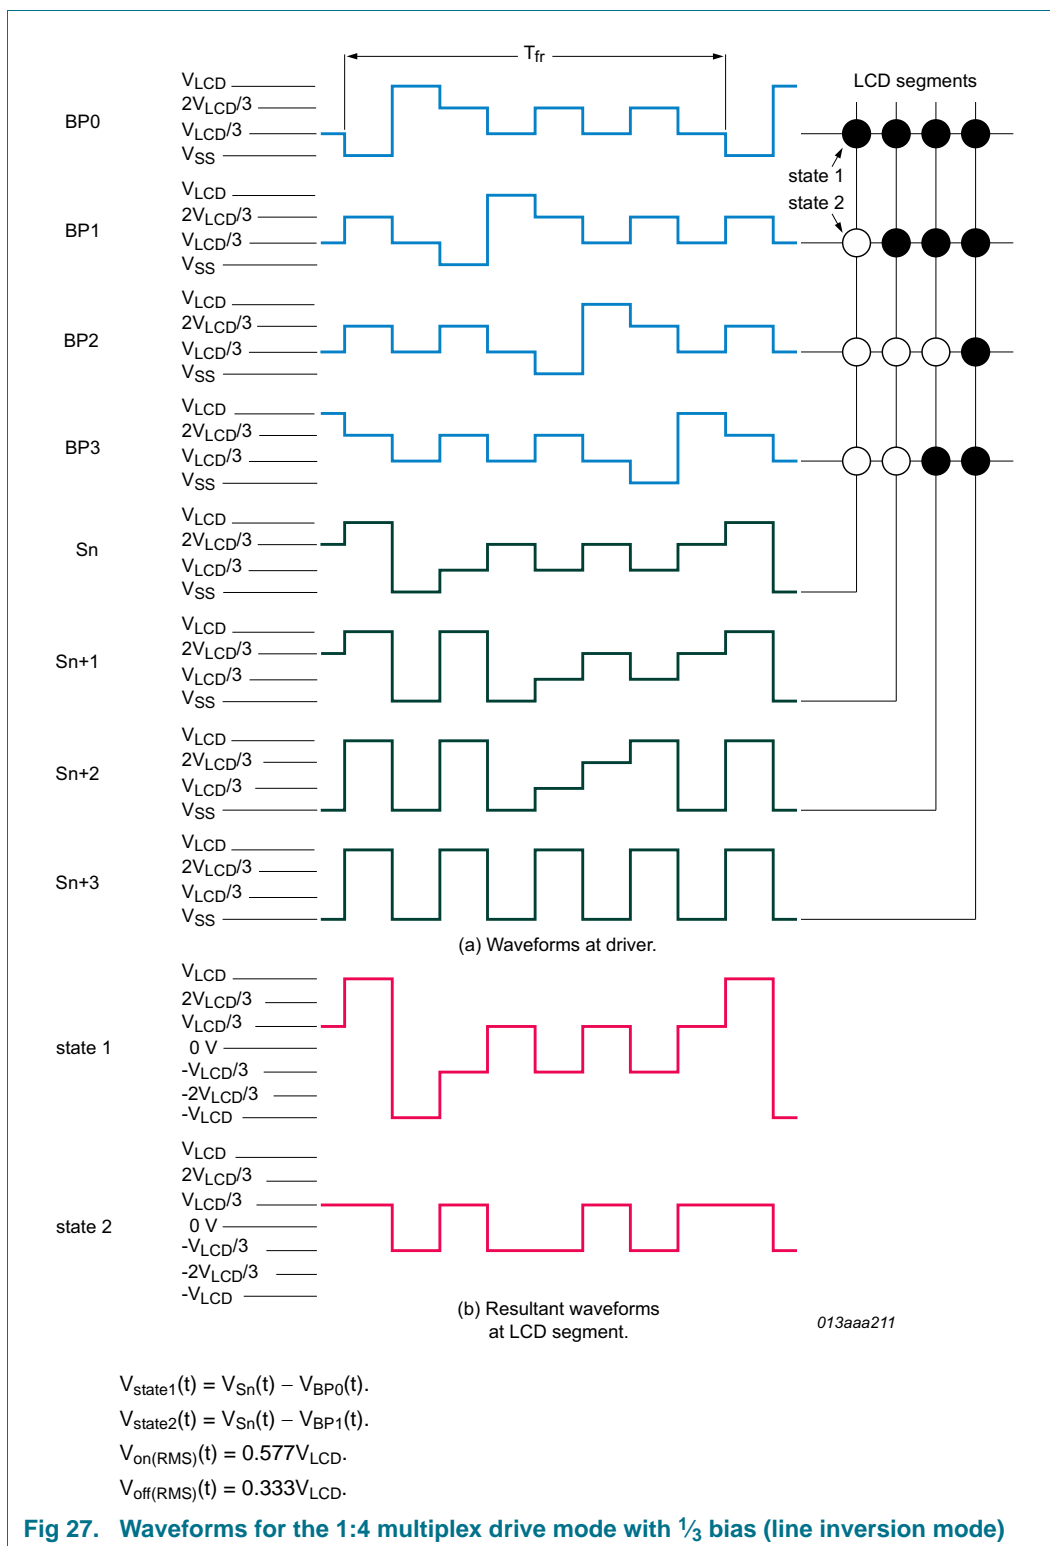 Tfr
VLCD
2VLCD/3
BP0
VLCD/3
VSS
LCD segments
state 1
state 2
VLCD
2VLCD/3
BP1
VLCD/3
VSS
VLCD
2VLCD/3
BP2
VLCD/3
VSS
VLCD
2VLCD/3
BP3
VLCD/3
VSS
VLCD
2VLCD/3
Sn
VLCD/3
VSS
VLCD
2VLCD/3
Sn+1
VLCD/3
VSS
VLCD
2VLCD/3
Sn+2
VLCD/3
VSS
VLCD
2VLCD/3
Sn+3
VLCD/3
VSS
(a) Waveforms at driver.
VLCD
2VLCD/3
VLCD/3
state 1
0 V
-VLCD/3
-2VLCD/3
-VLCD
VLCD
2VLCD/3
VLCD/3
state 2
0 V
-VLCD/3
-2VLCD/3
-VLCD
(b) Resultant waveforms
at LCD segment.
013aaa211
Vstate1(t) = VSn(t) − VBP0(t).
Vstate2(t) = VSn(t) − VBP1(t).
Von(RMS)(t) = 0.577VLCD.
Voff(RMS)(t) = 0.333VLCD.
Fig 27. Waveforms for the 1:4 multiplex drive mode with 1⁄3 bias (line inversion mode)